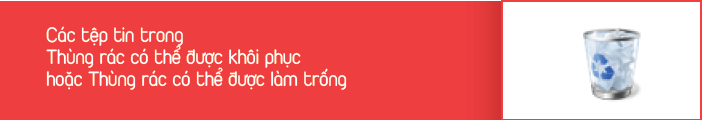 Các tệp tin trong
Thùng rác có thể được khôi phục
hoặc Thùng rác có thể được làm trống